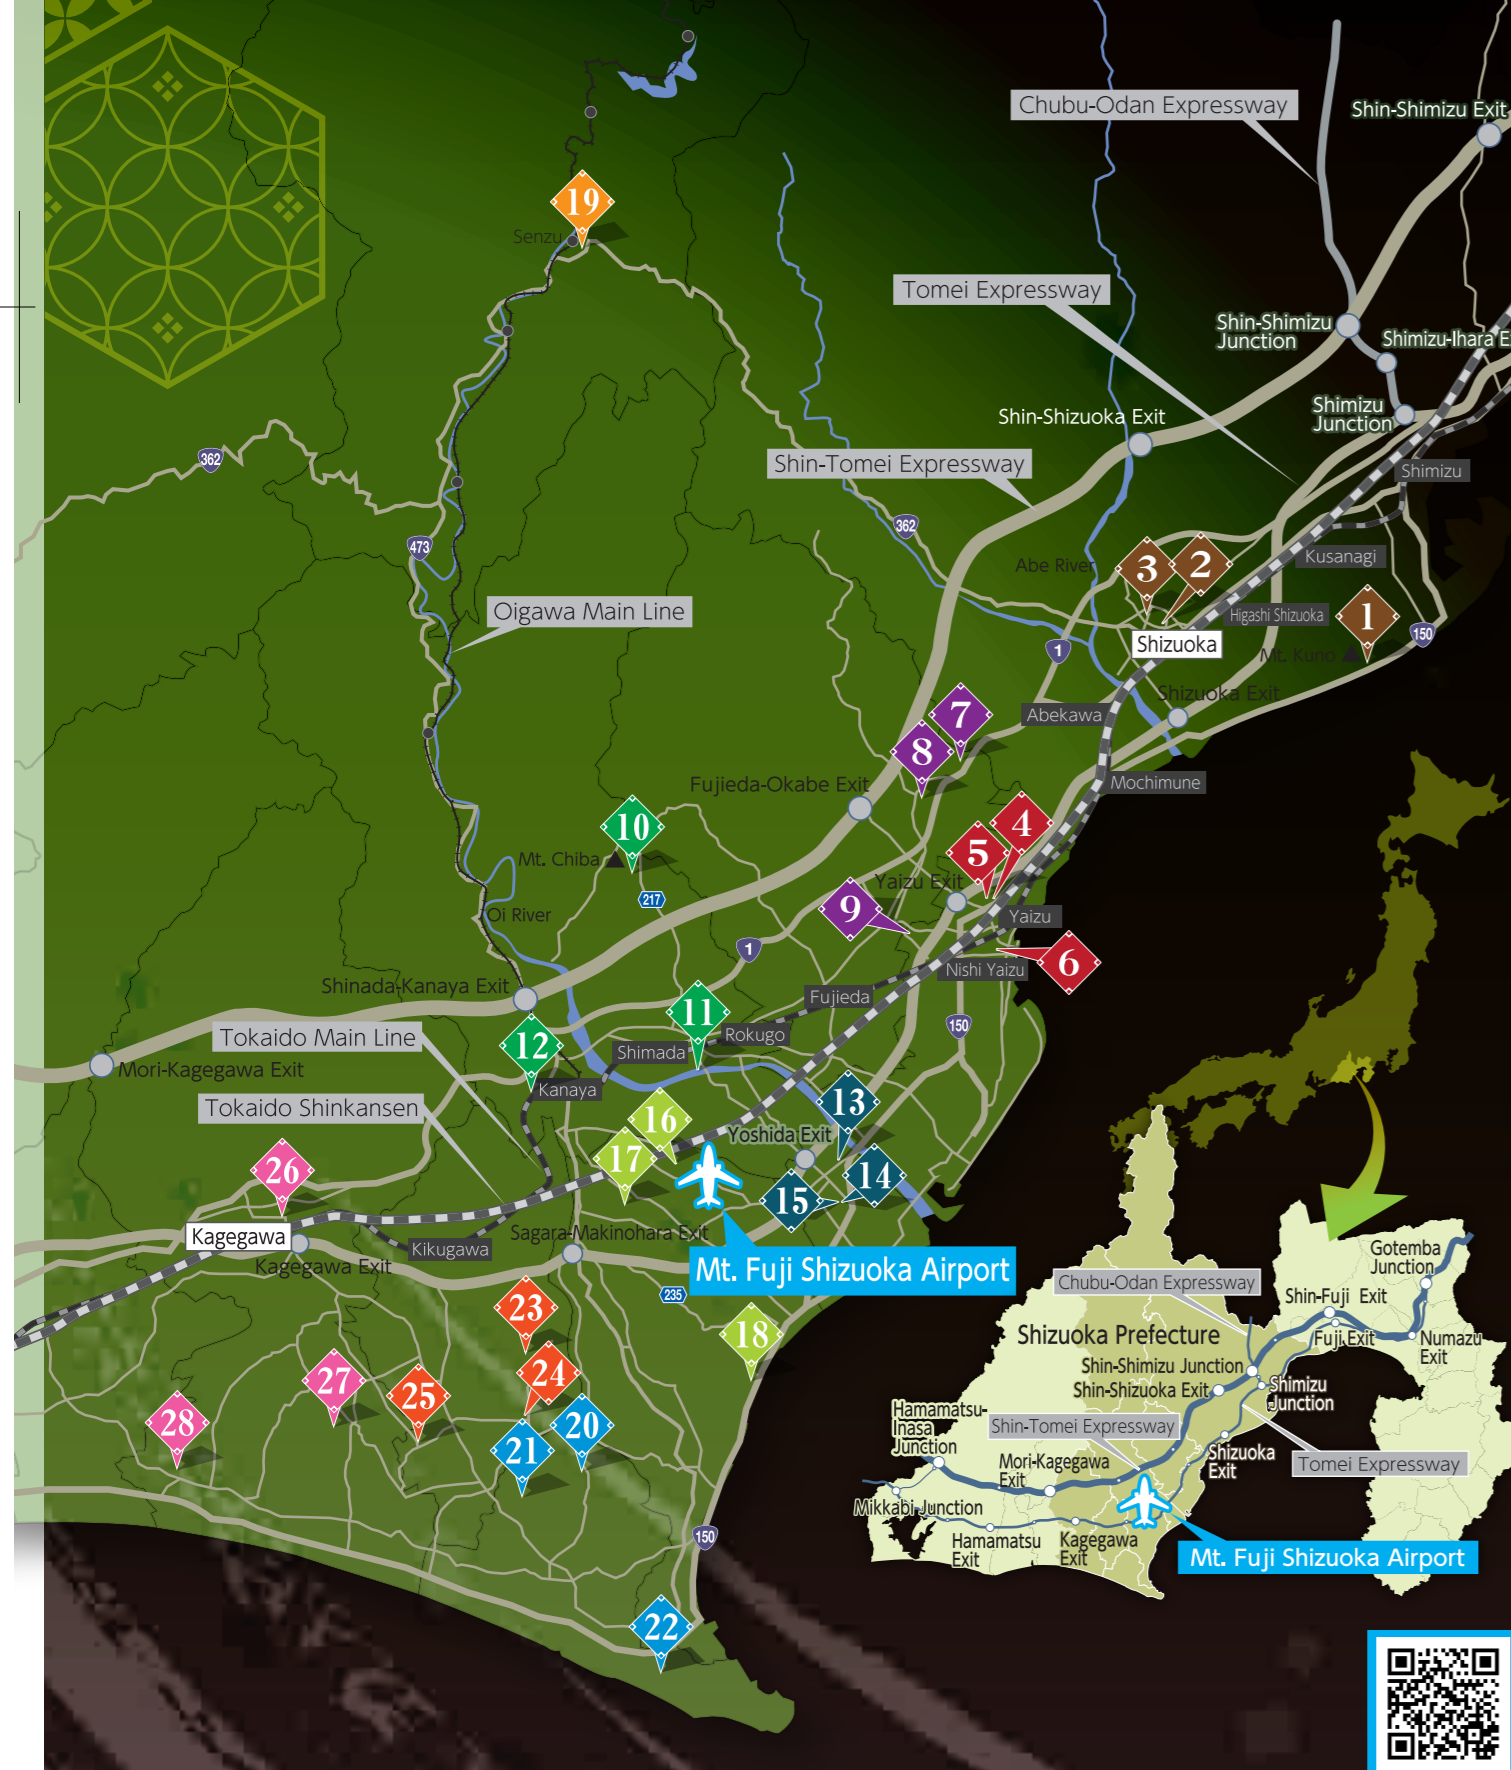 Chubu-Odan Expressway
Shin-Shimizu Exit
19
Senzu
Tomei Expressway
Shin-Shimizu
Junction
Shimizu-Ihara E
Shin-Shizuoka Exit
Shimizu
Junction
362
Shin-Tomei Expressway
Shimizu
362
473
Abe River
3
2
Kusanagi
Oigawa Main Line
Higashi Shizuoka
1
150
Shizuoka
1
Mt. Kuno
Shizuoka Exit
7
Abekawa
8
Fujieda-Okabe Exit
Mochimune
10
4
5
Mt. Chiba
Yaizu Exit
217
9
Oi River
Yaizu
1
6
Nishi Yaizu
Shinada-Kanaya Exit
Fujieda
11
150
Tokaido Main Line
Rokugo
12
Shimada
Mori-Kagegawa Exit
Kanaya
Tokaido Shinkansen
13
16
Yoshida Exit
17
26
14
15
Kagegawa
Sagara-Makinohara Exit
Kikugawa
Kagegawa Exit
Mt. Fuji Shizuoka Airport
235
23
18
24
27
25
28
20
21
150
22
Gotemba
Junction
Chubu-Odan Expressway
Shin-Fuji Exit
Shizuoka Prefecture
Fuji Exit
Numazu
Exit
Shin-Shimizu Junction
Shin-Shizuoka Exit
Shimizu
Junction
Hamamatsu-
Inasa
Junction
Shin-Tomei Expressway
Mori-Kagegawa
Exit
Shizuoka
Exit
Tomei Expressway
Mikkabi Junction
Hamamatsu
Exit
Kagegawa
Exit
Mt. Fuji Shizuoka Airport